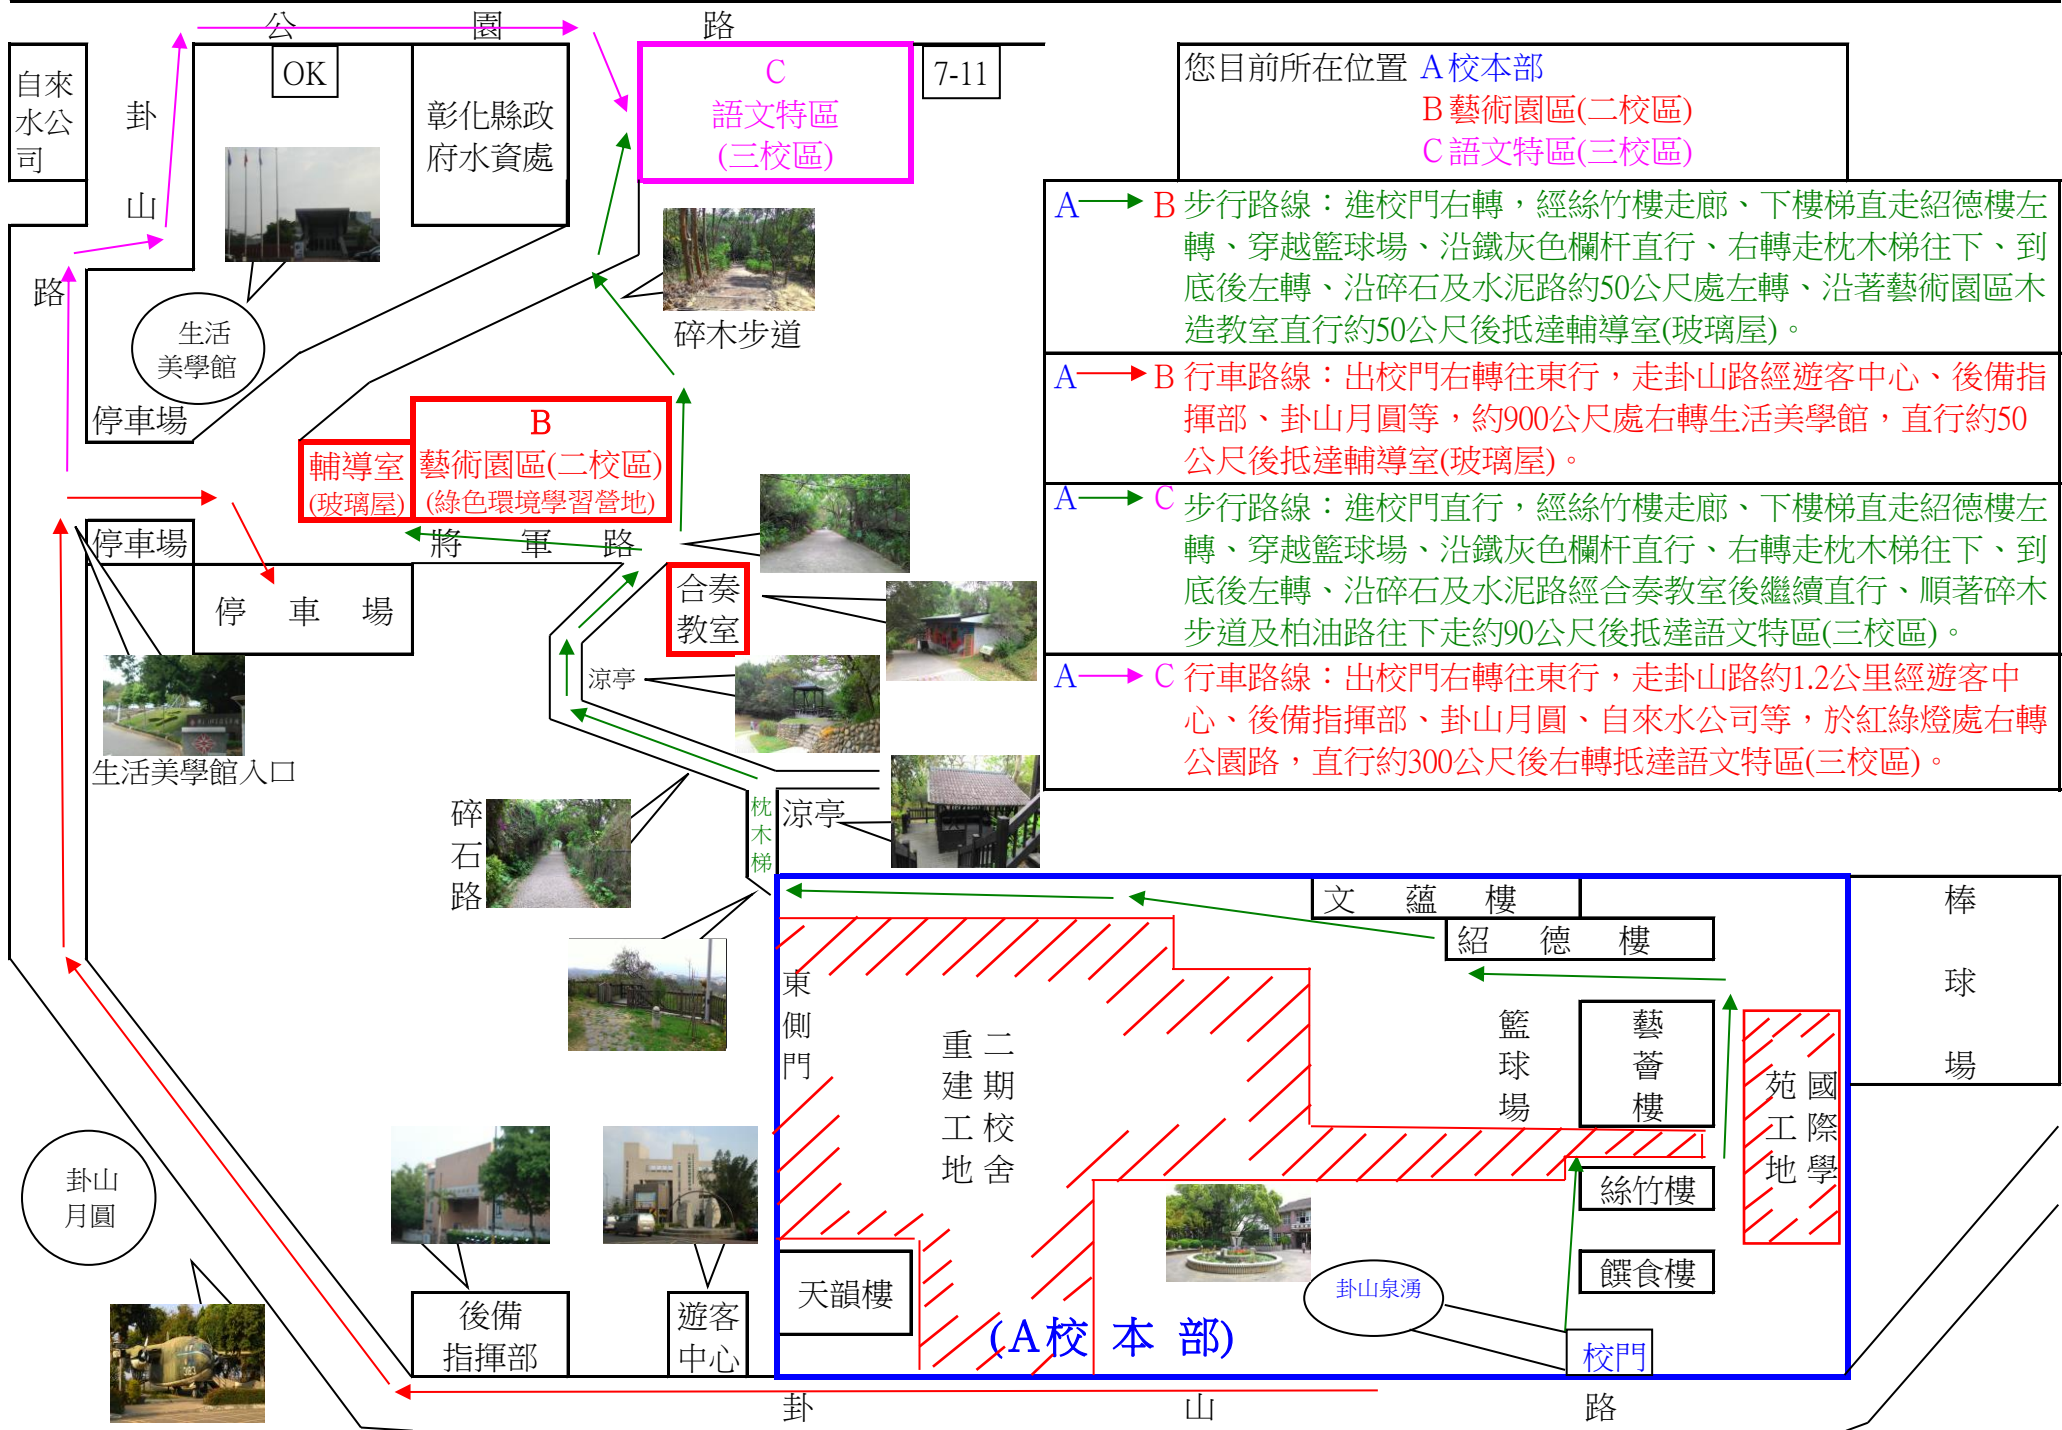 公 園 路
自來
水公
司
卦
山
路
OK
彰化縣政
府水資處
C
語文特區
(三校區)
7-11
您目前所在位置 A校本部
B藝術園區(二校區)
C語文特區(三校區)
A B 步行路線：進校門右轉，經絲竹樓走廊、下樓梯直走紹德樓左
轉、穿越籃球場、沿鐵灰色欄杆直行、右轉走枕木梯往下、到
底後左轉、沿碎石及水泥路約50公尺處左轉、沿著藝術園區木
造教室直行約50公尺後抵達輔導室(玻璃屋)。
A B 行車路線：出校門右轉往東行，走卦山路經遊客中心、後備指
揮部、卦山月圓等，約900公尺處右轉生活美學館，直行約50
公尺後抵達輔導室(玻璃屋)。
A C 步行路線：進校門直行，經絲竹樓走廊、下樓梯直走紹德樓左
轉、穿越籃球場、沿鐵灰色欄杆直行、右轉走枕木梯往下、到
底後左轉、沿碎石及水泥路經合奏教室後繼續直行、順著碎木
步道及柏油路往下走約90公尺後抵達語文特區(三校區)。
A C 行車路線：出校門右轉往東行，走卦山路約1.2公里經遊客中
心、後備指揮部、卦山月圓、自來水公司等，於紅綠燈處右轉
公園路，直行約300公尺後右轉抵達語文特區(三校區)。
生活
美學館
碎木步道
停車場
B
藝術園區(二校區)
(綠色環境學習營地)
輔導室
(玻璃屋)
停車場
將 軍 路
停 車 場
合奏
教室
涼亭
生活美學館入口
碎石路
枕木梯
涼亭
文 蘊 樓
紹 德 樓
棒球場
東側門
二期校舍
重建工地
籃球場
藝薈樓
國際學
苑工地
絲竹樓
饌食樓
卦山
月圓
天韻樓
卦山泉湧
後備
指揮部
遊客
中心
(A校 本 部)
校門
卦 山 路